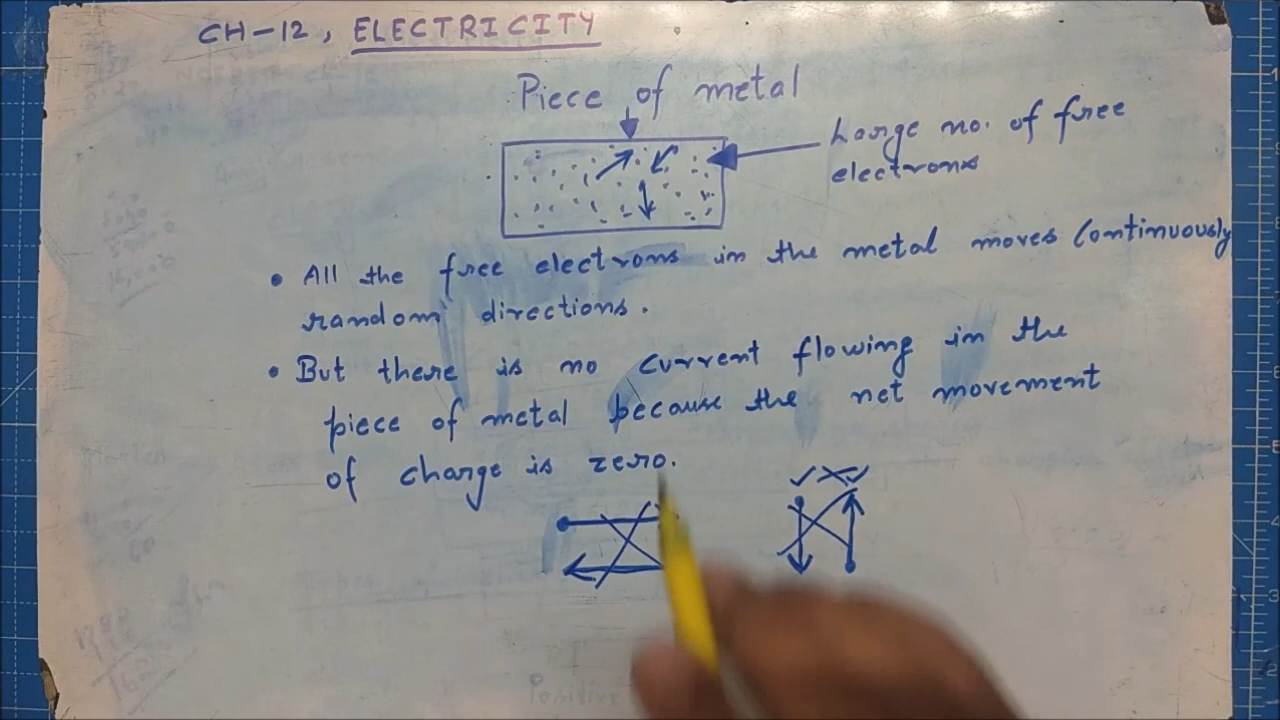 CH-12, ELECTRICITY
Piece of metal
Large no. of free
electrons
• All the free electrons in the metal moves Continuously
random directions.
• But there is no current flowing in the
piece of metal because the net movement
of charge is zero.
Positive